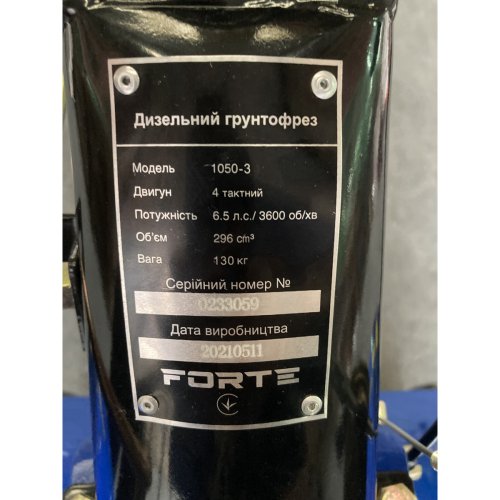 Дизельний грунтофрез
Модель 1050-3
Двигун 4 тактний
Потужність 6.5 л.с./ 3600 об/хв
Об'єм 296 cm³
Вага 130 кг
Серійний номер №
0233059
Дата виробництва
20210511
FORTE